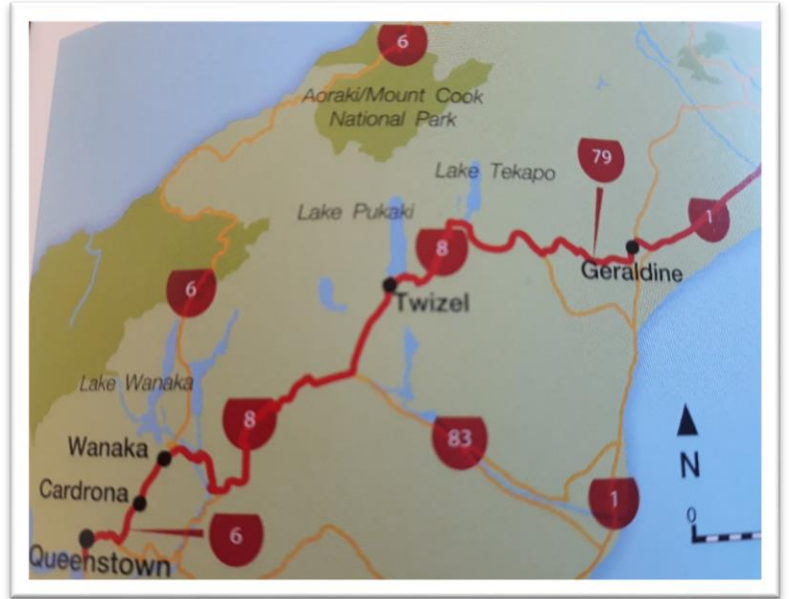 6
Aoraki/Mount Cook
National Park
79
Lake Tekapo
Lake Pukaki
1
8
Geraldine
6
Twizel
Lake Wanaka
8
83
Wanaka
N
Cardrona
1
0
6
Queenstown